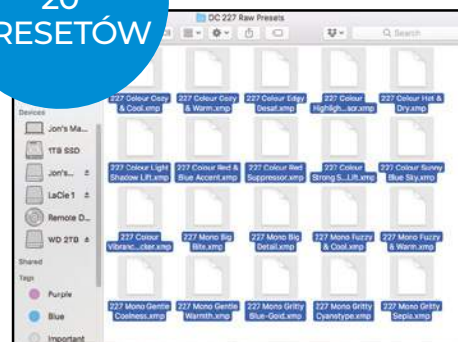 20
RESETÓW
DC 227 Raw Presets
Search
227 Colour Cozy
& Cool.xmp
227 Colour Cozy
& Warm.xmp
227 Colour Edgy
Desat.xmp
227 Colour
Highligh...sor.xmp
227 Colour Hot &
Dry.xmp
227 Colour Light
Shadow Lift.xmp
227 Colour Red &
Blue Accent.xmp
227 Colour Red
Suppressor.xmp
227 Colour
Strong S...Lift.xmp
227 Colour Sunny
Blue Sky.xmp
227 Colour
Vibranc...cker.xmp
227 Mono Big
Bite.xmp
227 Mono Big
Detail.xmp
227 Mono Fuzzy
& Cool.xmp
227 Mono Fuzzy
& Warm.xmp
227 Mono Gentle
Coolness.xmp
227 Mono Gentle
Warmth.xmp
227 Mono Gritty
Blue-Gold.xmp
227 Mono Gritty
Cyanstype.xmp
227 Mono Gritty
Sepia.xmp
Devices
Jon's Ma...
1TB SSD
Jon's...
LaCie 1
Remote D...
WD 2TB
Shared
Tags
Purple
Blue
Important